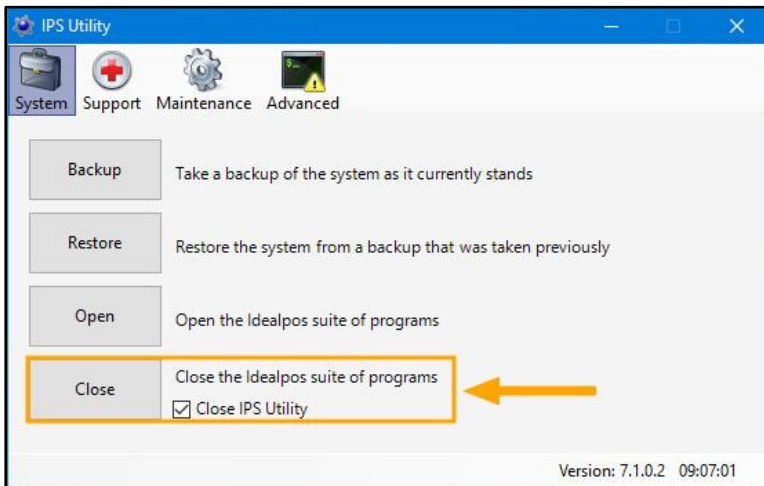 IPS Utility
System Support Maintenance Advanced
Backup Take a backup of the system as it currently stands
Restore Restore the system from a backup that was taken previously
Open Open the Idealpos suite of programs
Close Close the Idealpos suite of programs
Close IPS Utility
Version: 7.1.0.2 09:07:01